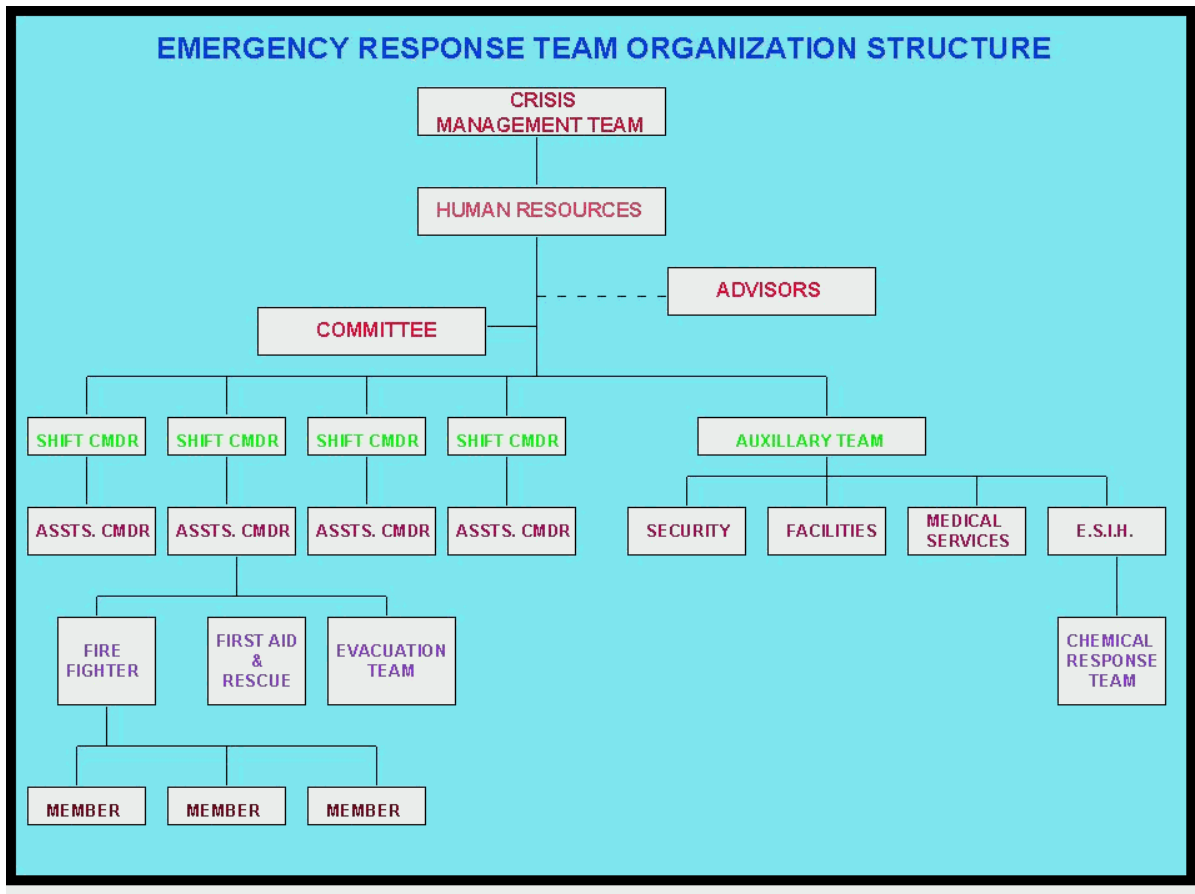 EMERGENCY RESPONSE TEAM ORGANIZATION STRUCTURE
CRISIS
MANAGEMENT TEAM
HUMAN RESOURCES
ADVISORS
COMMITTEE
SHIFT CMDR
SHIFT CMDR
SHIFT CMDR
SHIFT CMDR
AUXILLARY TEAM
ASSTS. CMDR
ASSTS. CMDR
ASSTS. CMDR
ASSTS. CMDR
SECURITY
FACILITIES
MEDICAL
SERVICES
E.S.I.H.
FIRE
FIGHTER
FIRST AID
&
RESCUE
EVACUATION
TEAM
CHEMICAL
RESPONSE
TEAM
MEMBER
MEMBER
MEMBER